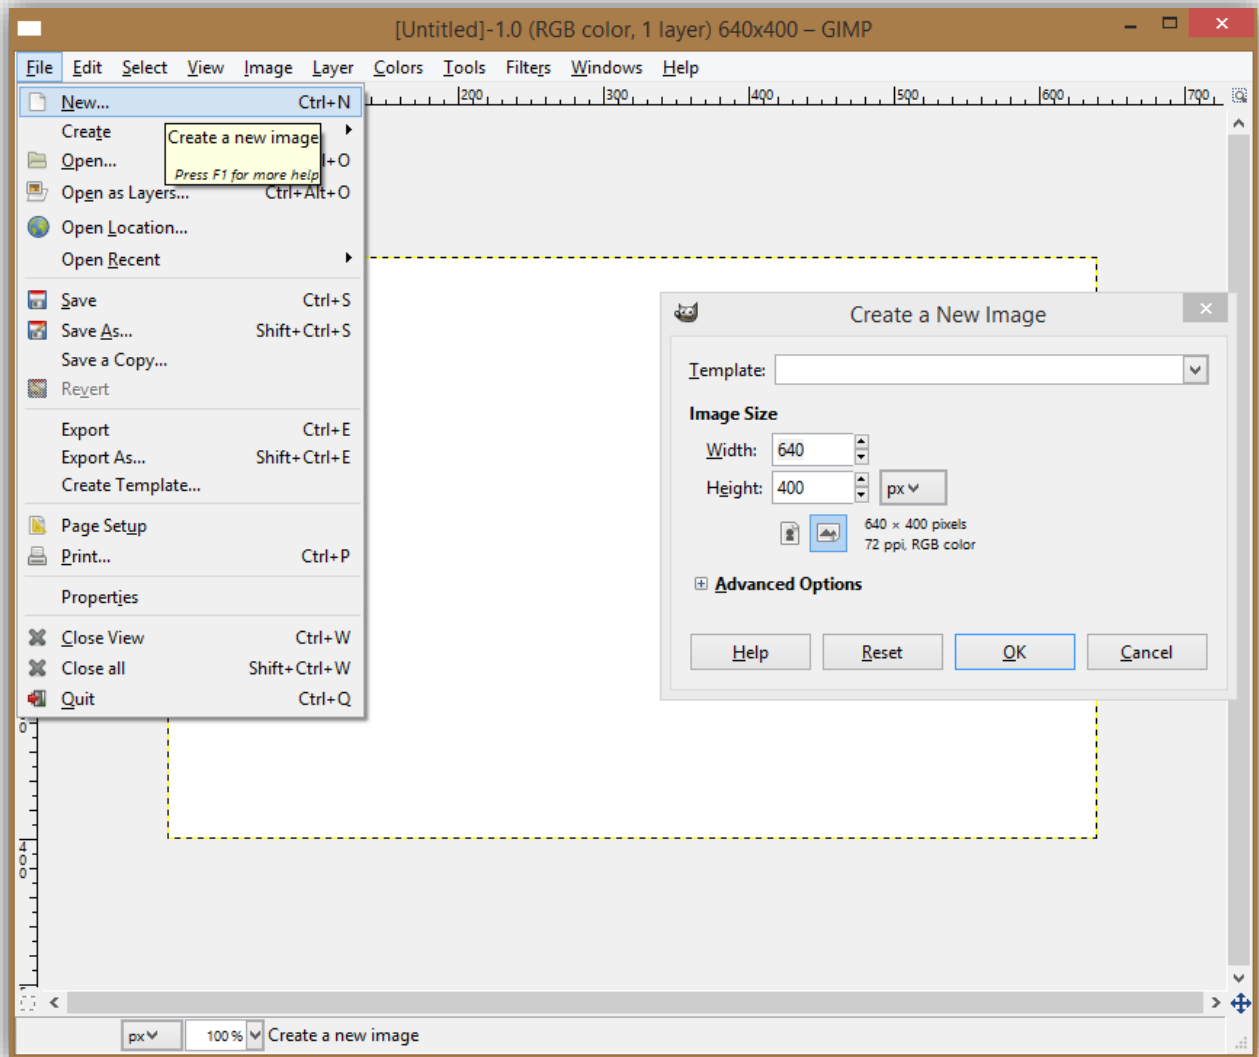 [Untitled]-1.0 (RGB color, 1 layer) 640x400 – GIMP
File Edit Select View Image Layer Colors Tools Filters Windows Help
200 300 400 500 600 700
New... Ctrl+N
Create
Create a new image
Press F1 for more help
Open... l+O
Open as Layers... Ctrl+Alt+O
Open Location...
Open Recent
Save Ctrl+S
Save As... Shift+Ctrl+S
Save a Copy...
Revert
Export Ctrl+E
Export As... Shift+Ctrl+E
Create Template...
Page Setup
Print... Ctrl+P
Properties
Close View Ctrl+W
Close all Shift+Ctrl+W
Quit Ctrl+Q
Create a New Image
Template:
Image Size
Width: 640
Height: 400 px
640 × 400 pixels
72 ppi, RGB color
Advanced Options
Help Reset OK Cancel
0
400
px 100 % Create a new image